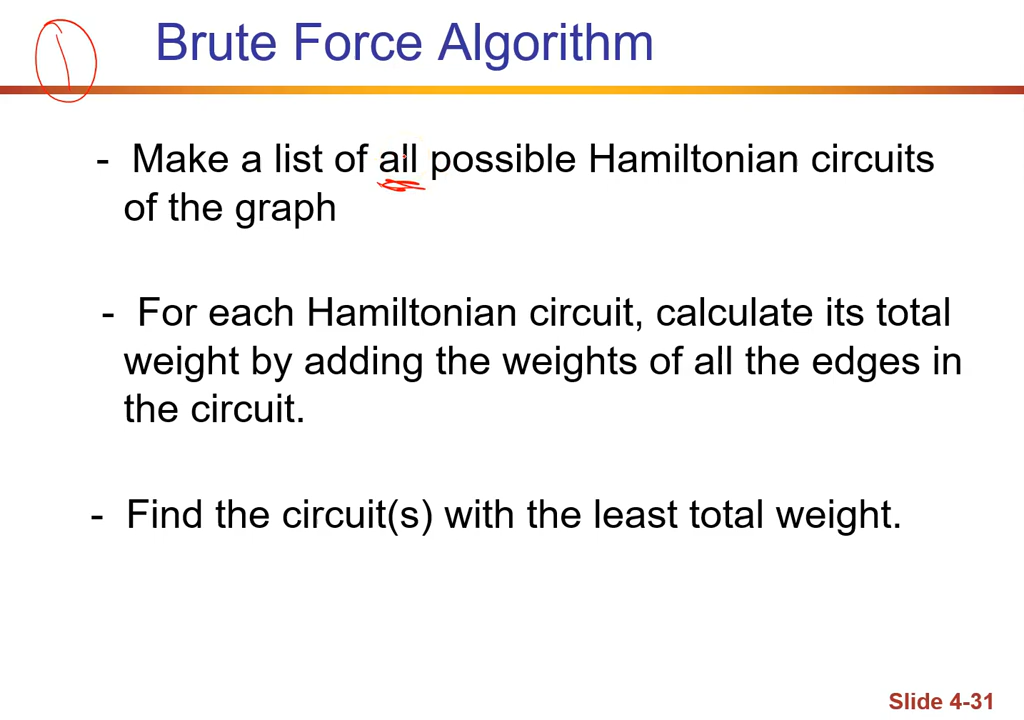 Brute Force Algorithm
- Make a list of all possible Hamiltonian circuits
of the graph
- For each Hamiltonian circuit, calculate its total
weight by adding the weights of all the edges in
the circuit.
- Find the circuit(s) with the least total weight.
Slide 4-31